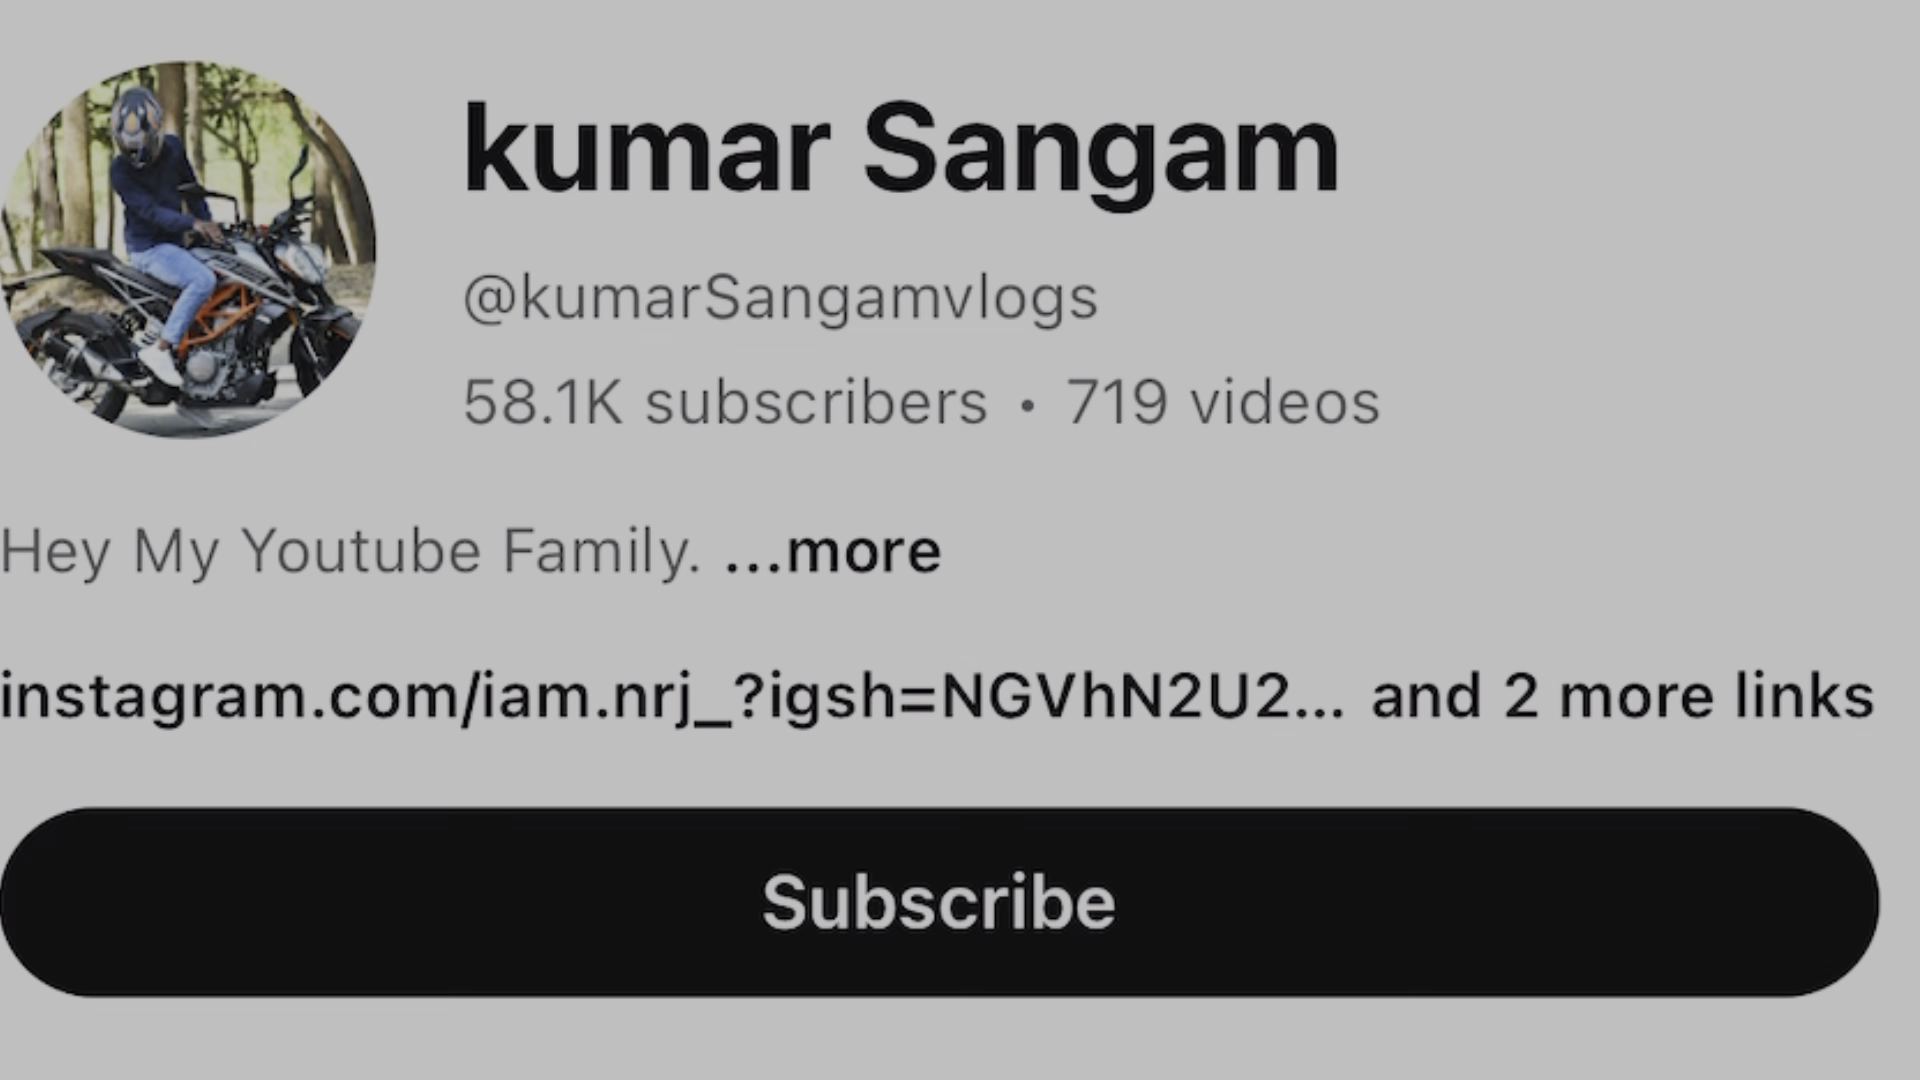 kumar Sangam
@kumarSangamvlogs
58.1K subscribers • 719 videos
Hey My Youtube Family. ...more
instagram.com/iam.nrj_?igsh=NGVhN2U2... and 2 more links
Subscribe